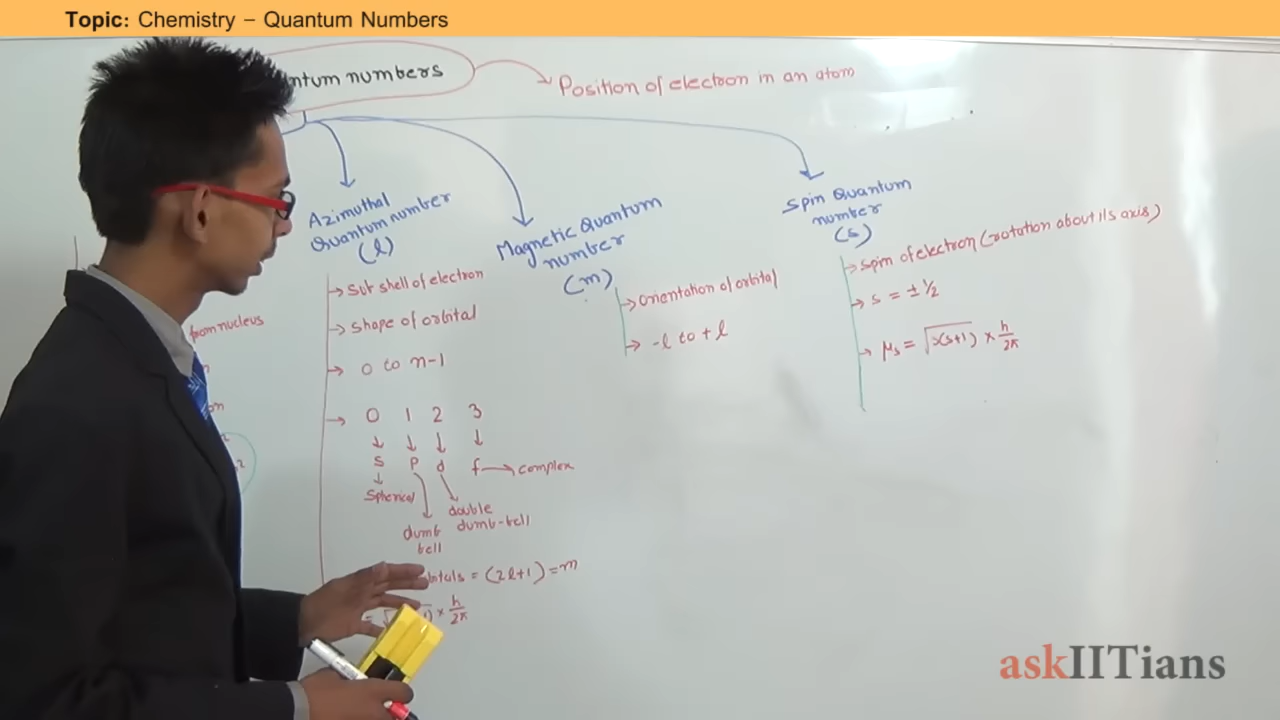 Topic: Chemistry – Quantum Numbers
numbers
Position of electron in an atom
Azimuthal
Quantum number
(l)
→ Sub shell of electron
→ shape of orbital
→ 0 to n-1
→ 0 1 2 3
↓ ↓ ↓ ↓
s p d f → complex
Spherical
dumb
bell
double
dumb-bell
= (2l+1) = m
× h/2π
from nucleus
Magnetic Quantum
number
(m)
→ Orientation of orbital
→ -l to + l
Spin Quantum
number
(s)
→ Spin of electron (rotation about its axis)
→ s = ± 1/2
→ μs = √s(s+1) × h/2π
askIITians